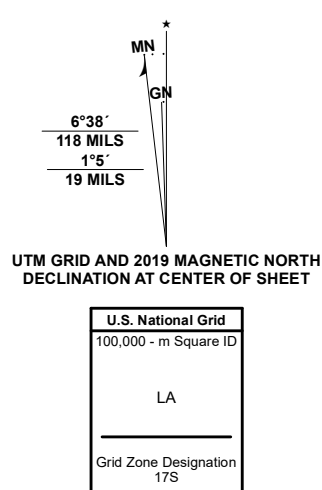 ★
MN
GN
6°38´
118 MILS
1°5´
19 MILS
UTM GRID AND 2019 MAGNETIC NORTH
DECLINATION AT CENTER OF SHEET
U.S. National Grid
100,000 - m Square ID
LA
Grid Zone Designation
17S